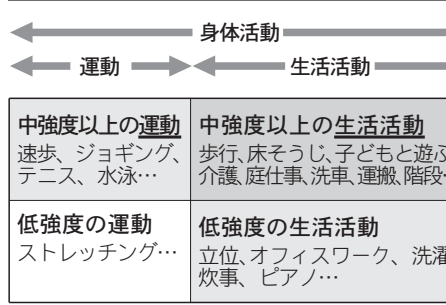 身体活動
運動
生活活動
中強度以上の運動
速歩、ジョギング、
テニス、水泳…
中強度以上の生活活動
歩行、床そうじ、子どもと遊ぶ
介護、庭仕事、洗車、運搬、階段…
低強度の運動
ストレッチング…
低強度の生活活動
立位、オフィスワーク、洗濯
炊事、ピアノ…